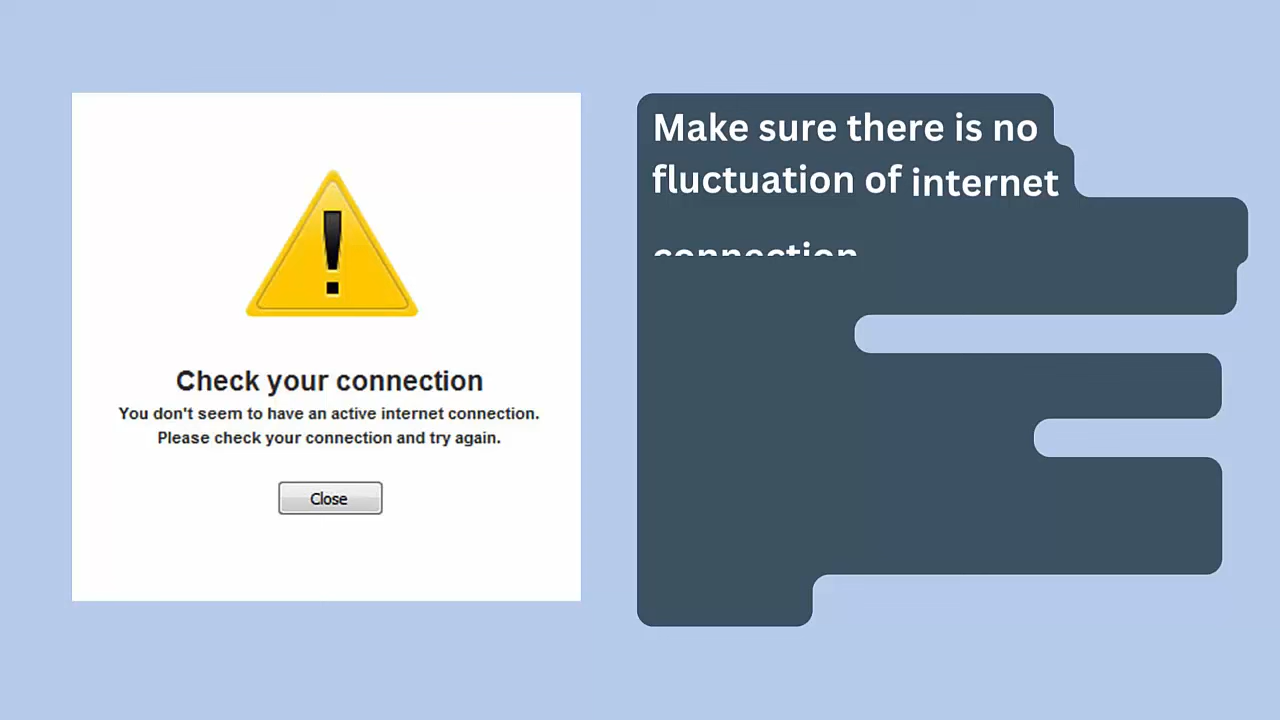 Check your connection
You don't seem to have an active internet connection.
Please check your connection and try again.
Close
Make sure there is no
fluctuation of internet
connection